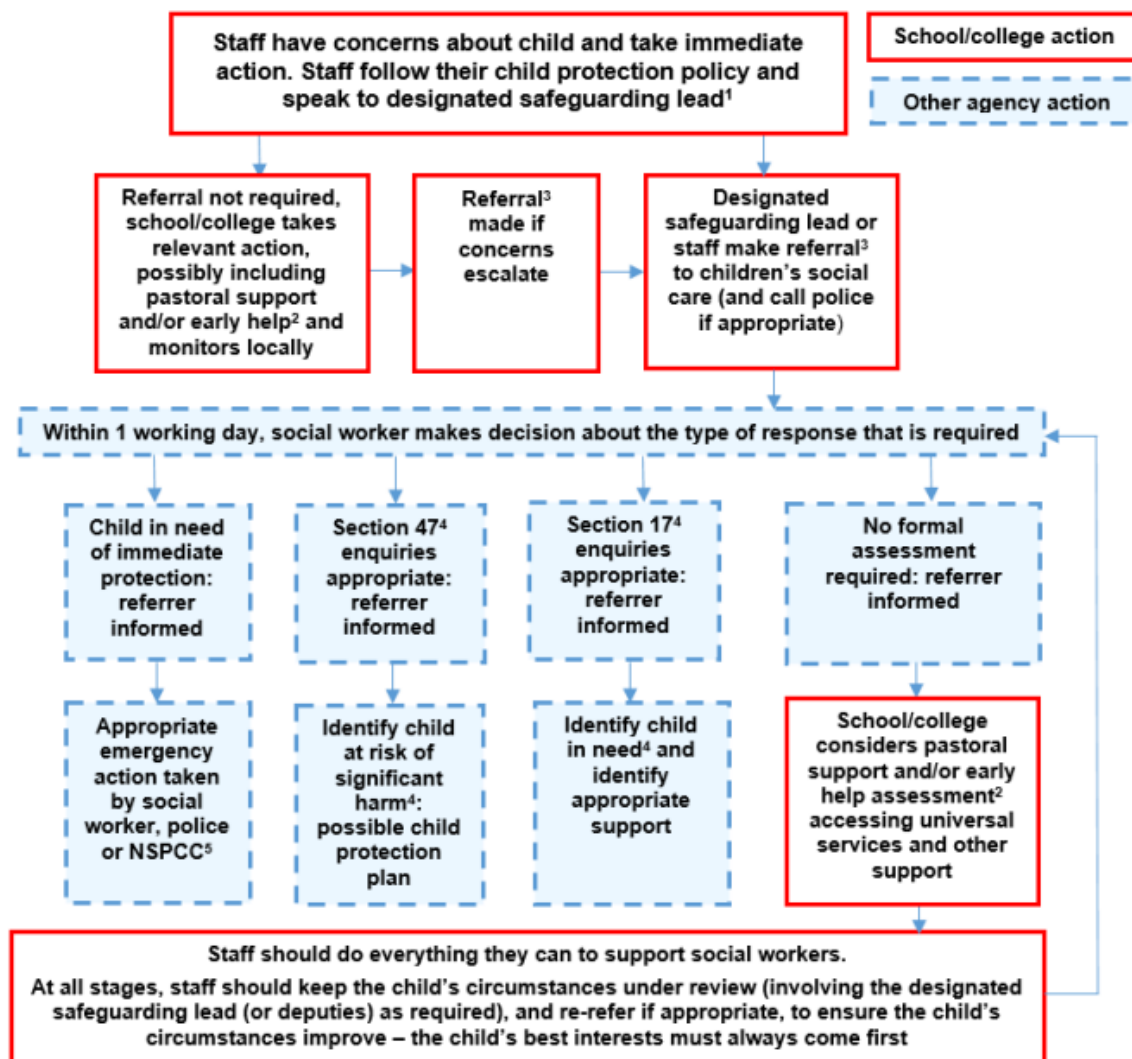 Staff have concerns about child and take immediate
action. Staff follow their child protection policy and
speak to designated safeguarding lead¹
School/college action
Other agency action
Referral not required,
school/college takes
relevant action,
possibly including
pastoral support
and/or early help² and
monitors locally
Referral³
made if
concerns
escalate
Designated
safeguarding lead or
staff make referral³
to children's social
care (and call police
if appropriate)
Within 1 working day, social worker makes decision about the type of response that is required
Child in need
of immediate
protection:
referrer
informed
Section 47⁴
enquiries
appropriate:
referrer
informed
Section 17⁴
enquiries
appropriate:
referrer
informed
No formal
assessment
required: referrer
informed
Appropriate
emergency
action taken
by social
worker, police
or NSPCC⁵
Identify child
at risk of
significant
harm⁴:
possible child
protection
plan
Identify child
in need⁴ and
identify
appropriate
support
School/college
considers pastoral
support and/or early
help assessment²
accessing universal
services and other
support
Staff should do everything they can to support social workers.
At all stages, staff should keep the child's circumstances under review (involving the designated
safeguarding lead (or deputies) as required), and re-refer if appropriate, to ensure the child's
circumstances improve – the child's best interests must always come first